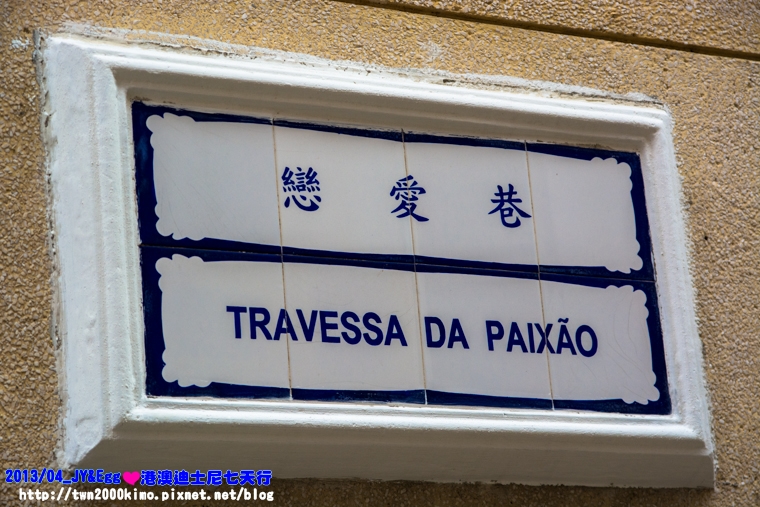 戀愛巷
TRAVESSA DA PAIXÃO
2013/04_JY&Egg❤港澳迪士尼七天行
http://twn2000kimo.pixnet.net/blog